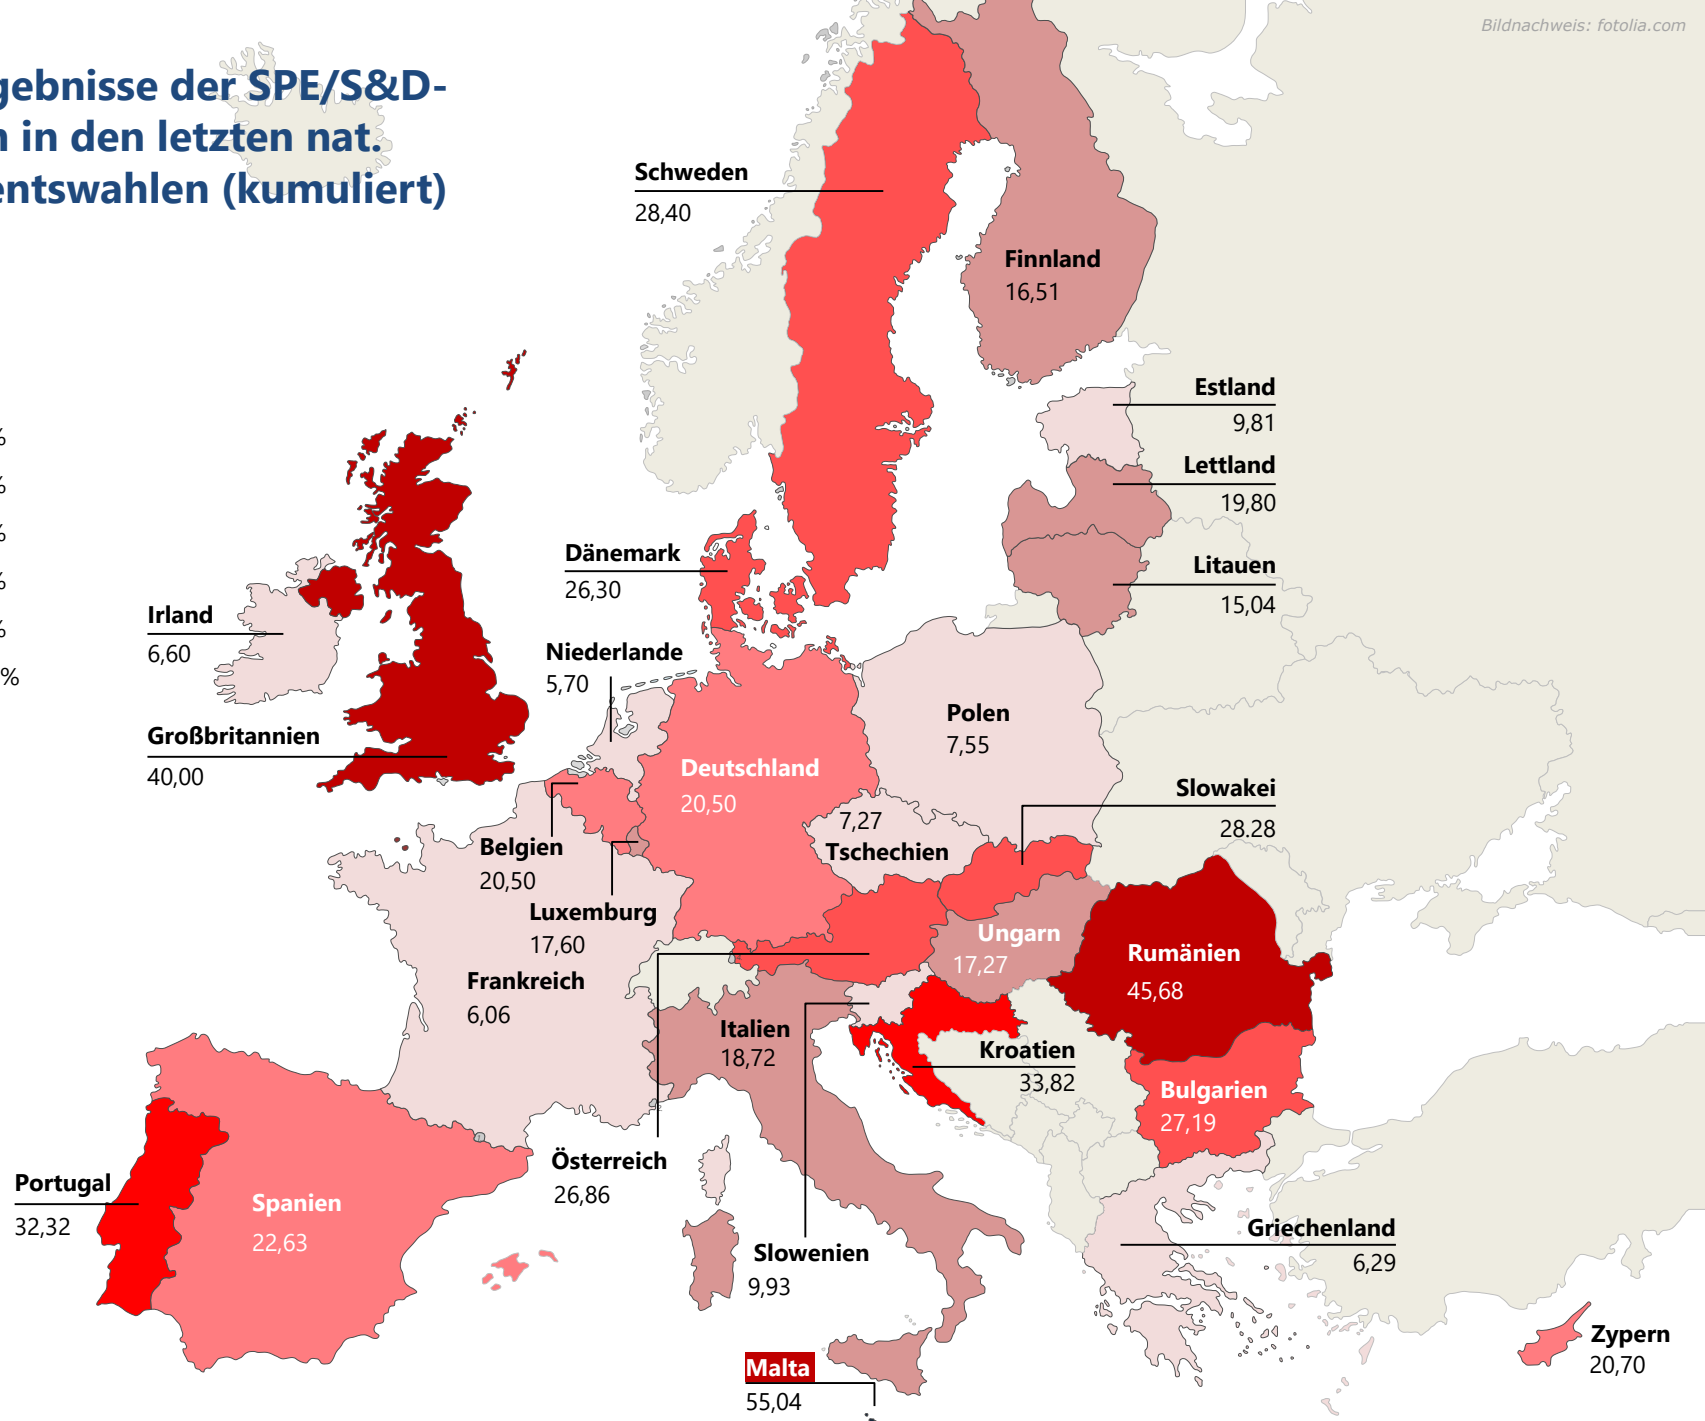 Bildnachweis: fotolia.com
gebnisse der SPE/S&D-
in den letzten nat.
entswahlen (kumuliert)
%
%
%
%
%
%
Schweden
28,40
Finnland
16,51
Estland
9,81
Lettland
19,80
Litauen
15,04
Dänemark
26,30
Irland
6,60
Niederlande
5,70
Großbritannien
40,00
Polen
7,55
Deutschland
20,50
Slowakei
28.28
7,27
Tschechien
Belgien
20,50
Luxemburg
17,60
Ungarn
17,27
Rumänien
45,68
Frankreich
6,06
Italien
18,72
Kroatien
33,82
Bulgarien
27,19
Österreich
26,86
Portugal
32,32
Spanien
22,63
Slowenien
9,93
Griechenland
6,29
Zypern
20,70
Malta
55,04